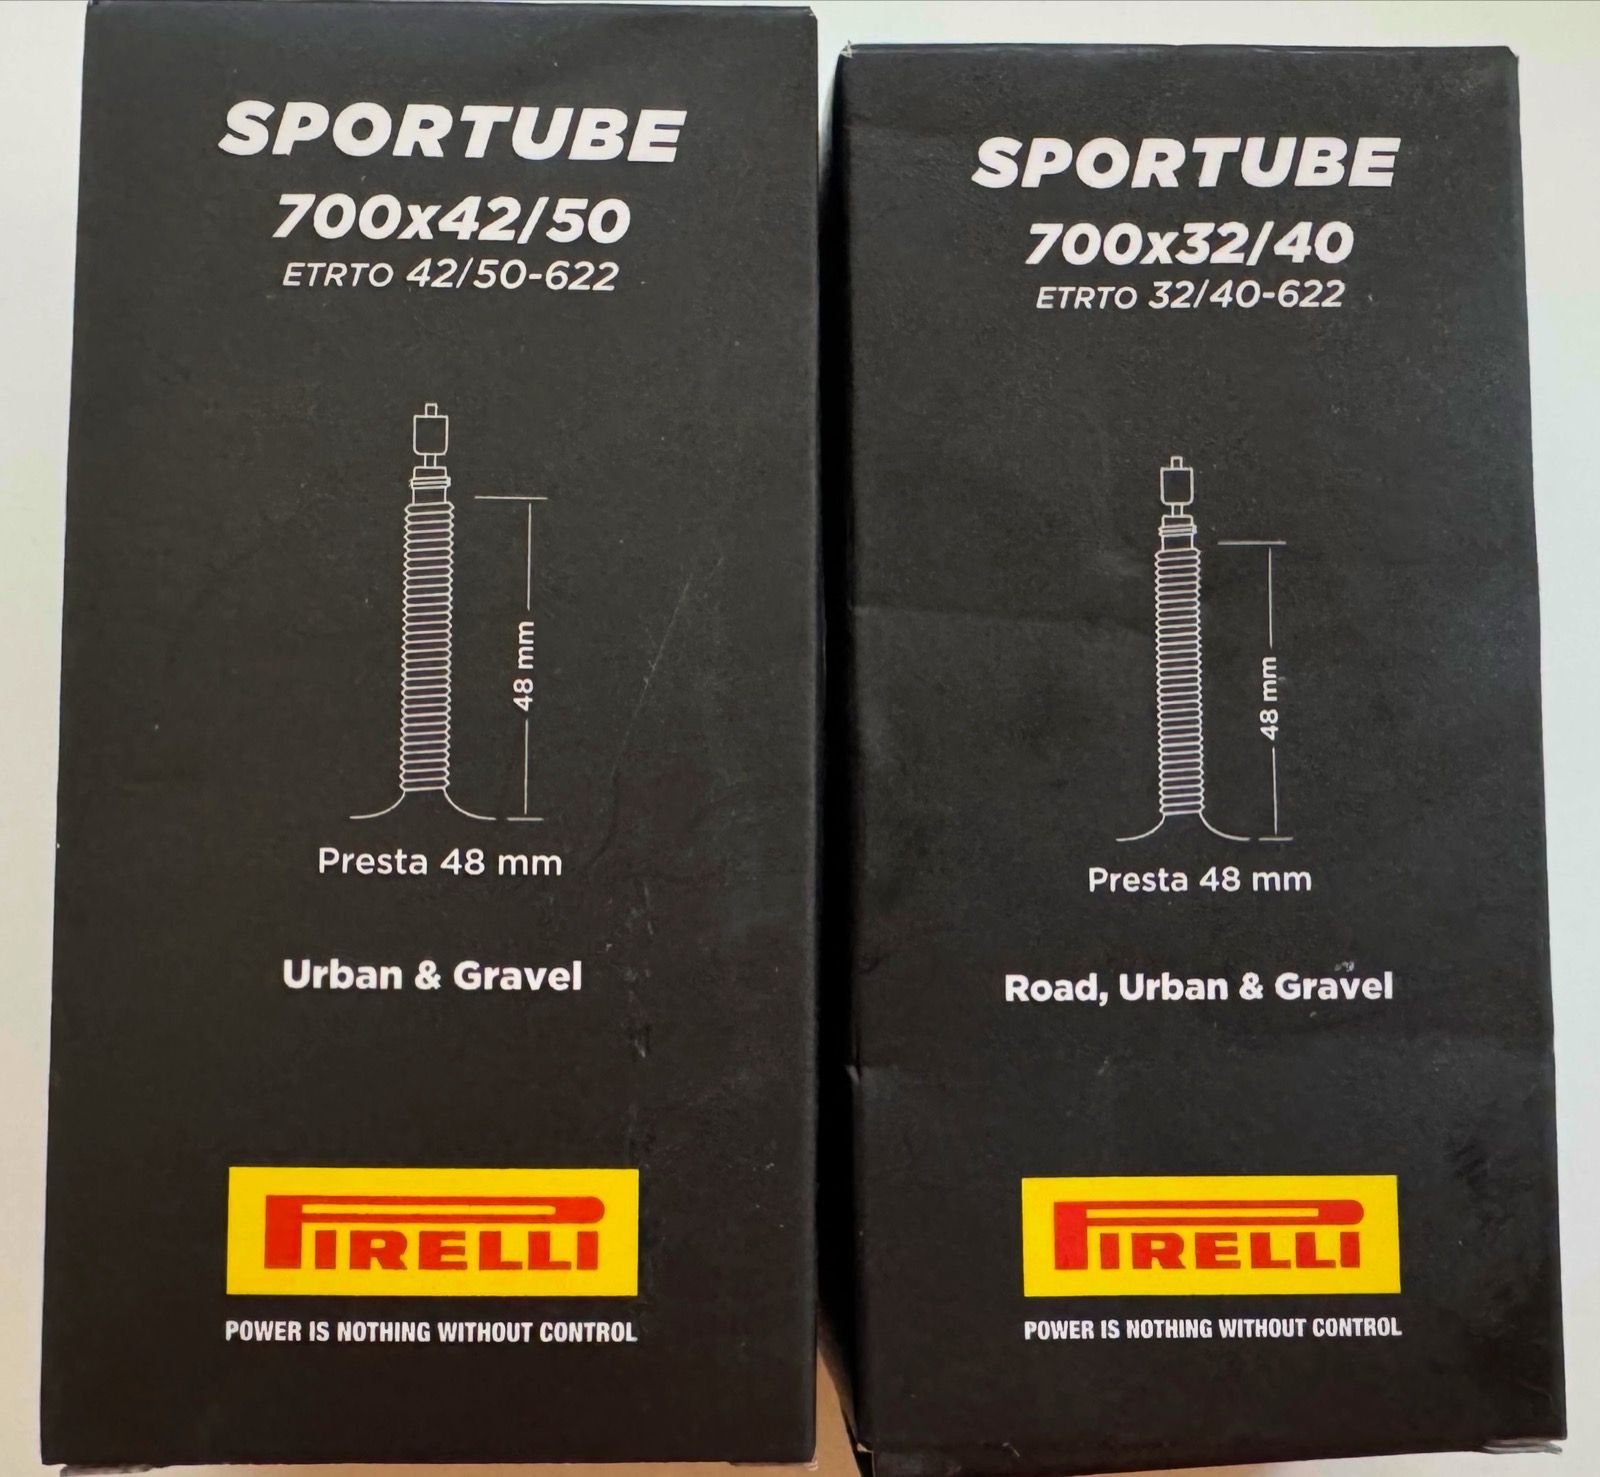 SPORTUBE
700x42/50
ETRTO 42/50-622
48 mm
Presta 48 mm
Urban & Gravel
PIRELLI
POWER IS NOTHING WITHOUT CONTROL
SPORTUBE
700x32/40
ETRTO 32/40-622
48 mm
Presta 48 mm
Road, Urban & Gravel
PIRELLI
POWER IS NOTHING WITHOUT CONTROL